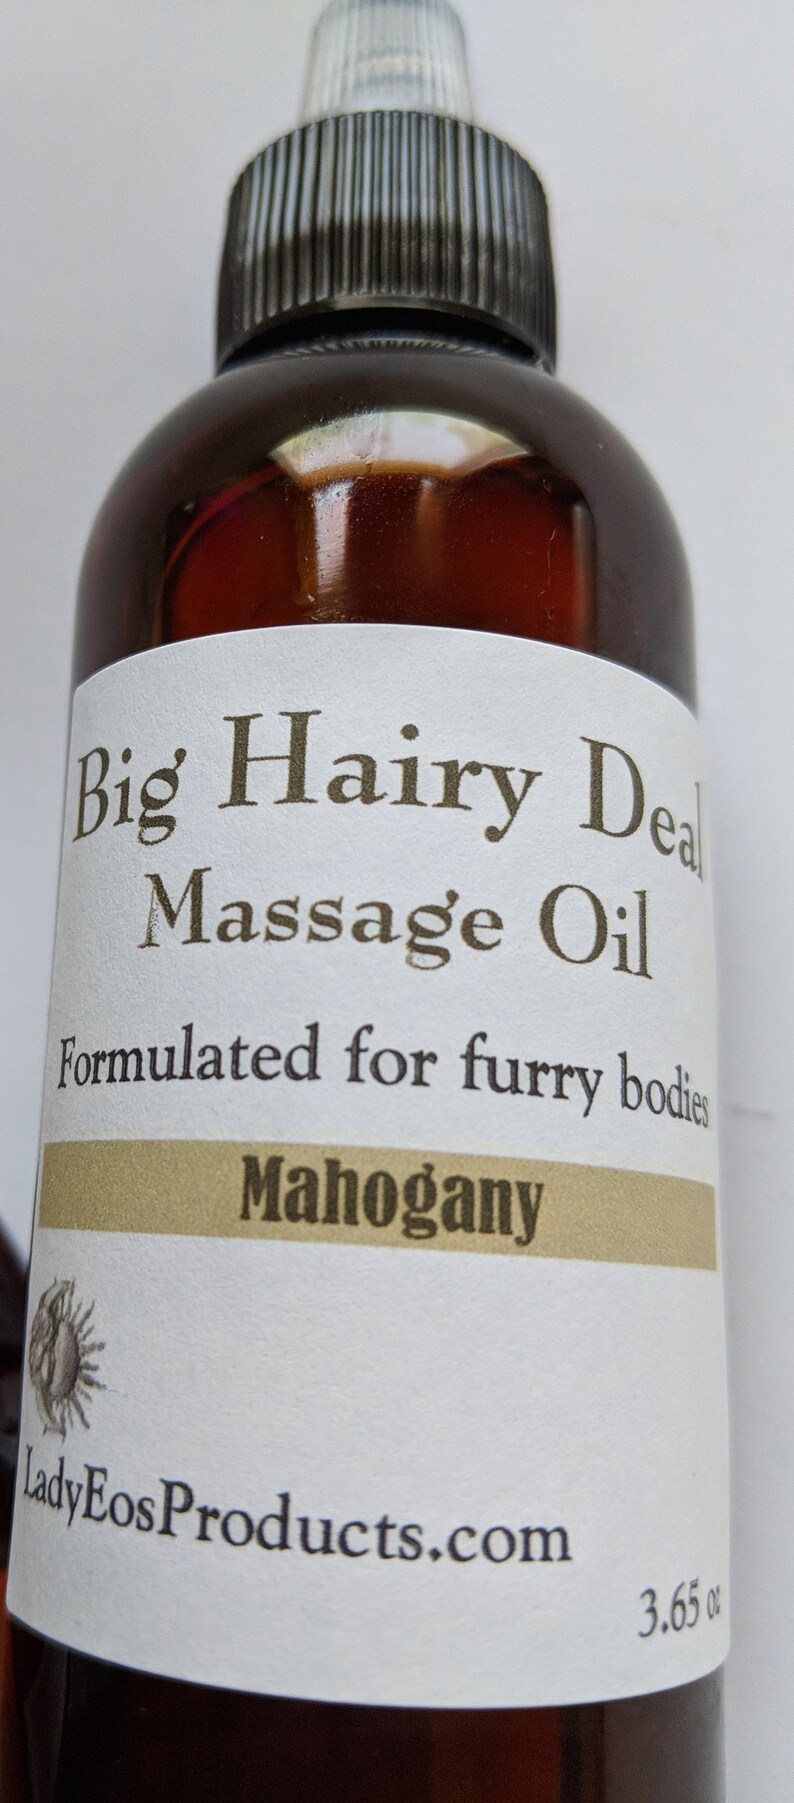 Big Hairy Deal
Massage Oil
Formulated for furry bodies
Mahogany
LadyEosProducts.com
3.65 oz